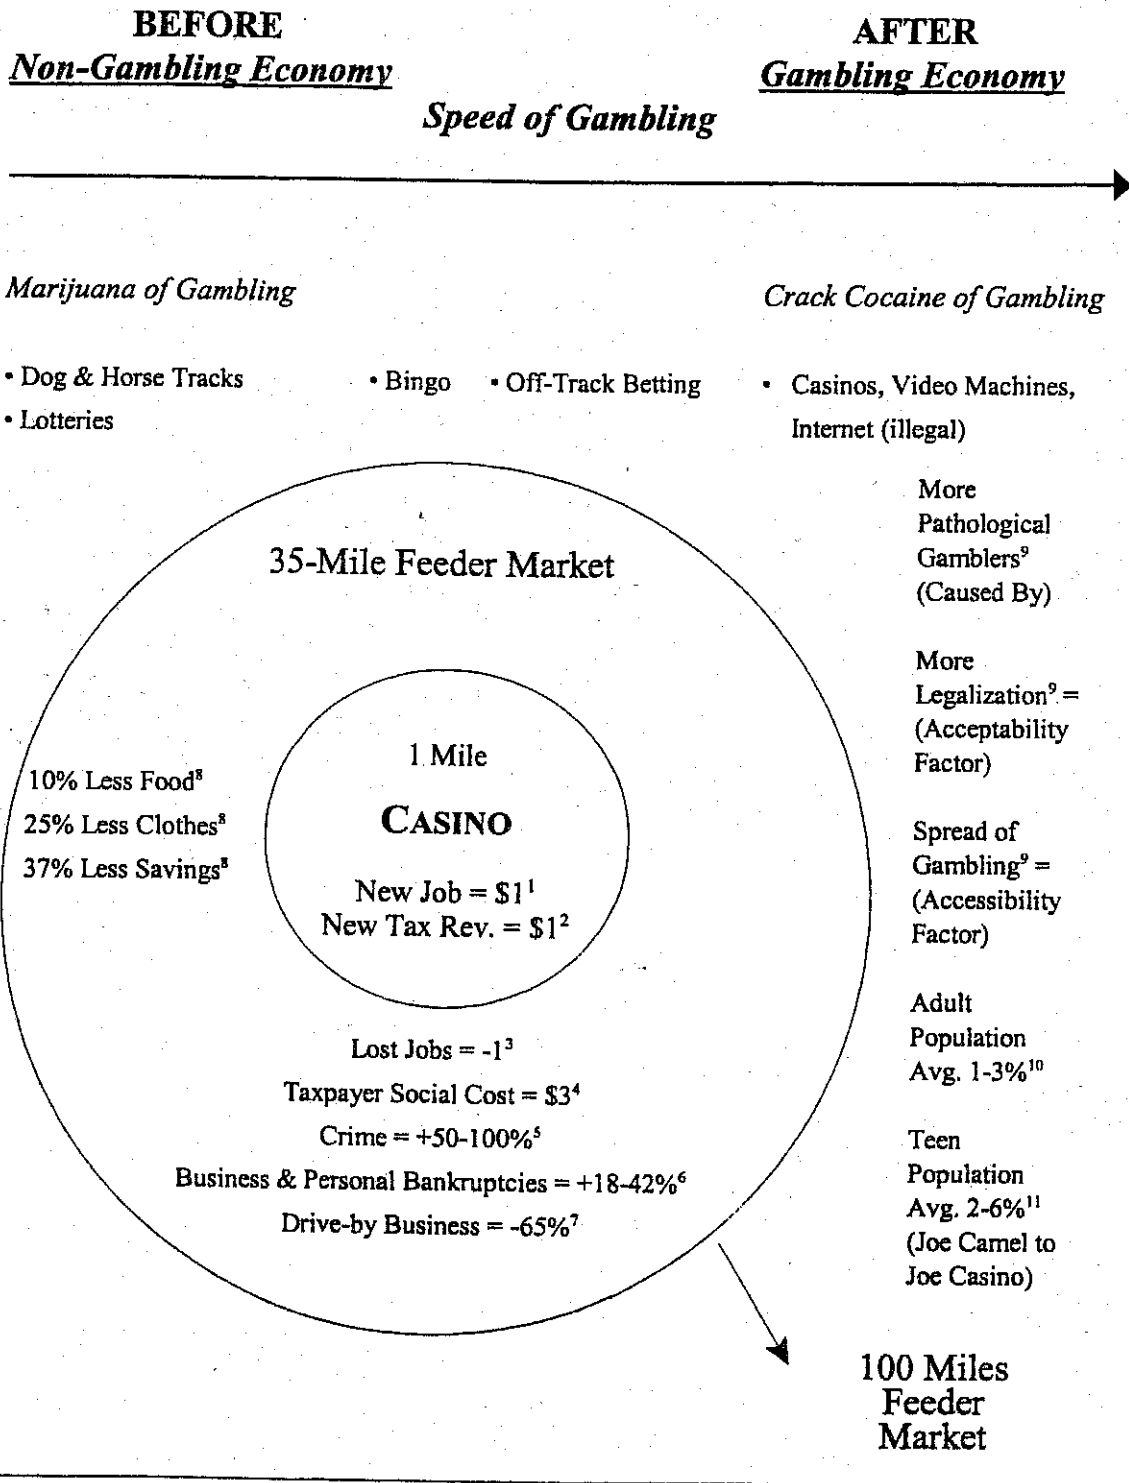 BEFORE
Non-Gambling Economy
AFTER
Gambling Economy
Speed of Gambling
Marijuana of Gambling
Crack Cocaine of Gambling
• Dog & Horse Tracks
• Lotteries
• Bingo • Off-Track Betting
• Casinos, Video Machines,
Internet (illegal)
35-Mile Feeder Market
10% Less Food⁸
25% Less Clothes⁸
37% Less Savings⁸
1 Mile
CASINO
New Job = $1¹
New Tax Rev. = $1²
Lost Jobs = -1³
Taxpayer Social Cost = $3⁴
Crime = +50-100%⁵
Business & Personal Bankruptcies = +18-42%⁶
Drive-by Business = -65%⁷
More
Pathological
Gamblers⁹
(Caused By)
More
Legalization⁹ =
(Acceptability
Factor)
Spread of
Gambling⁹ =
(Accessibility
Factor)
Adult
Population
Avg. 1-3%¹⁰
Teen
Population
Avg. 2-6%¹¹
(Joe Camel to
Joe Casino)
100 Miles
Feeder
Market